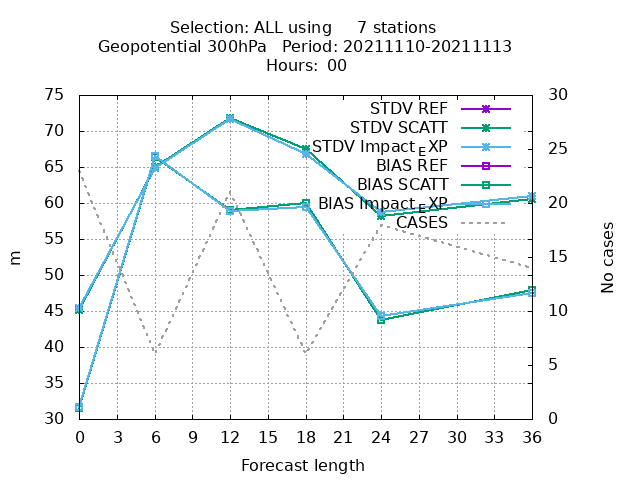 Selection: ALL using     7 stations
Geopotential 300hPa   Period: 20211110-20211113
Hours:  00
75
70
65
60
55
50
45
40
35
30
m
30
25
20
15
10
5
0
No cases
STDV REF
STDV SCATT
STDV Impact_EXP
BIAS REF
BIAS SCATT
BIAS Impact_EXP
CASES
0 3 6 9 12 15 18 21 24 27 30 33 36
Forecast length